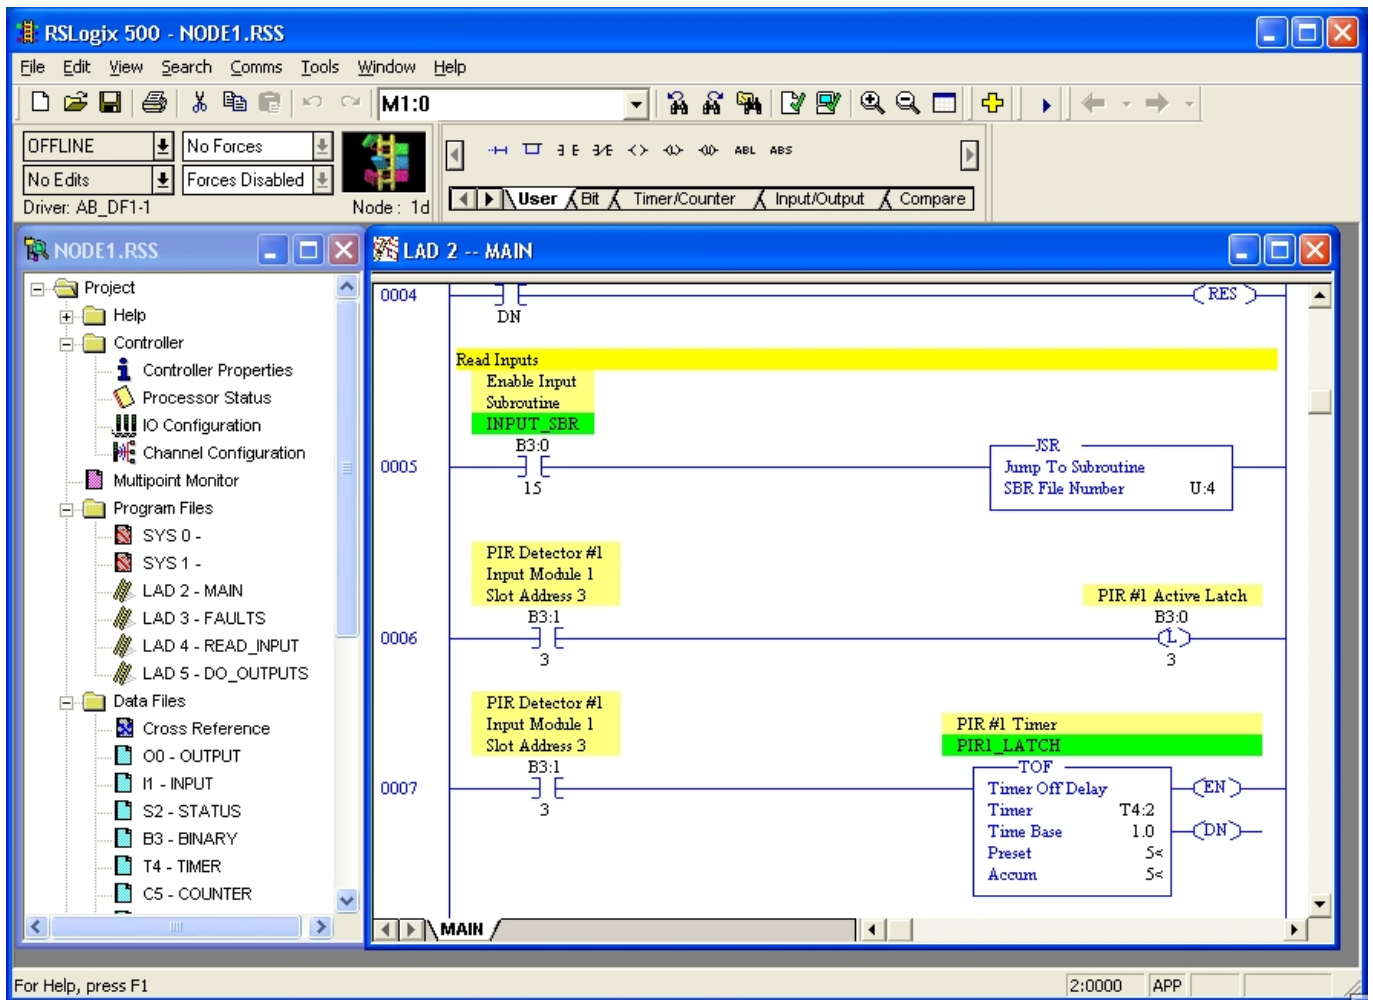 RSLogix 500 - NODE1.RSS
File Edit View Search Comms Tools Window Help
M1:0
OFFLINE No Forces
No Edits Forces Disabled
Driver: AB_DF1-1 Node : 1d
ABL ABS
User Bit Timer/Counter Input/Output Compare
NODE1.RSS
Project
Help
Controller
Controller Properties
Processor Status
IO Configuration
Channel Configuration
Multipoint Monitor
Program Files
SYS 0 -
SYS 1 -
LAD 2 - MAIN
LAD 3 - FAULTS
LAD 4 - READ_INPUT
LAD 5 - DO_OUTPUTS
Data Files
Cross Reference
O0 - OUTPUT
I1 - INPUT
S2 - STATUS
B3 - BINARY
T4 - TIMER
C5 - COUNTER
LAD 2 -- MAIN
0004
DN
RES
Read Inputs
Enable Input
Subroutine
INPUT_SBR
B3:0
0005
15
JSR
Jump To Subroutine
SBR File Number U:4
PIR Detector #1
Input Module 1
Slot Address 3
B3:1
0006
3
PIR #1 Active Latch
B3:0
L
3
PIR Detector #1
Input Module 1
Slot Address 3
B3:1
0007
3
PIR #1 Timer
PIR1_LATCH
TOF
Timer Off Delay
Timer T4:2
Time Base 1.0
Preset 5<
Accum 5<
EN
DN
MAIN
For Help, press F1
2:0000 APP